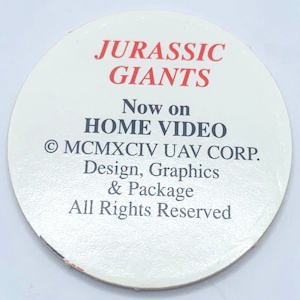 JURASSIC
GIANTS
Now on
HOME VIDEO
© MCMXCIV UAV CORP.
Design, Graphics
& Package
All Rights Reserved